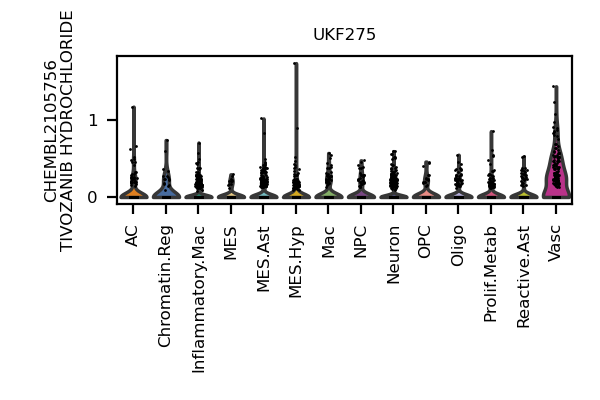 UKF275
CHEMBL2105756
TIVOZANIB HYDROCHLORIDE
1
0
AC
Chromatin.Reg
Inflammatory.Mac
MES
MES.Ast
MES.Hyp
Mac
NPC
Neuron
OPC
Oligo
Prolif.Metab
Reactive.Ast
Vasc